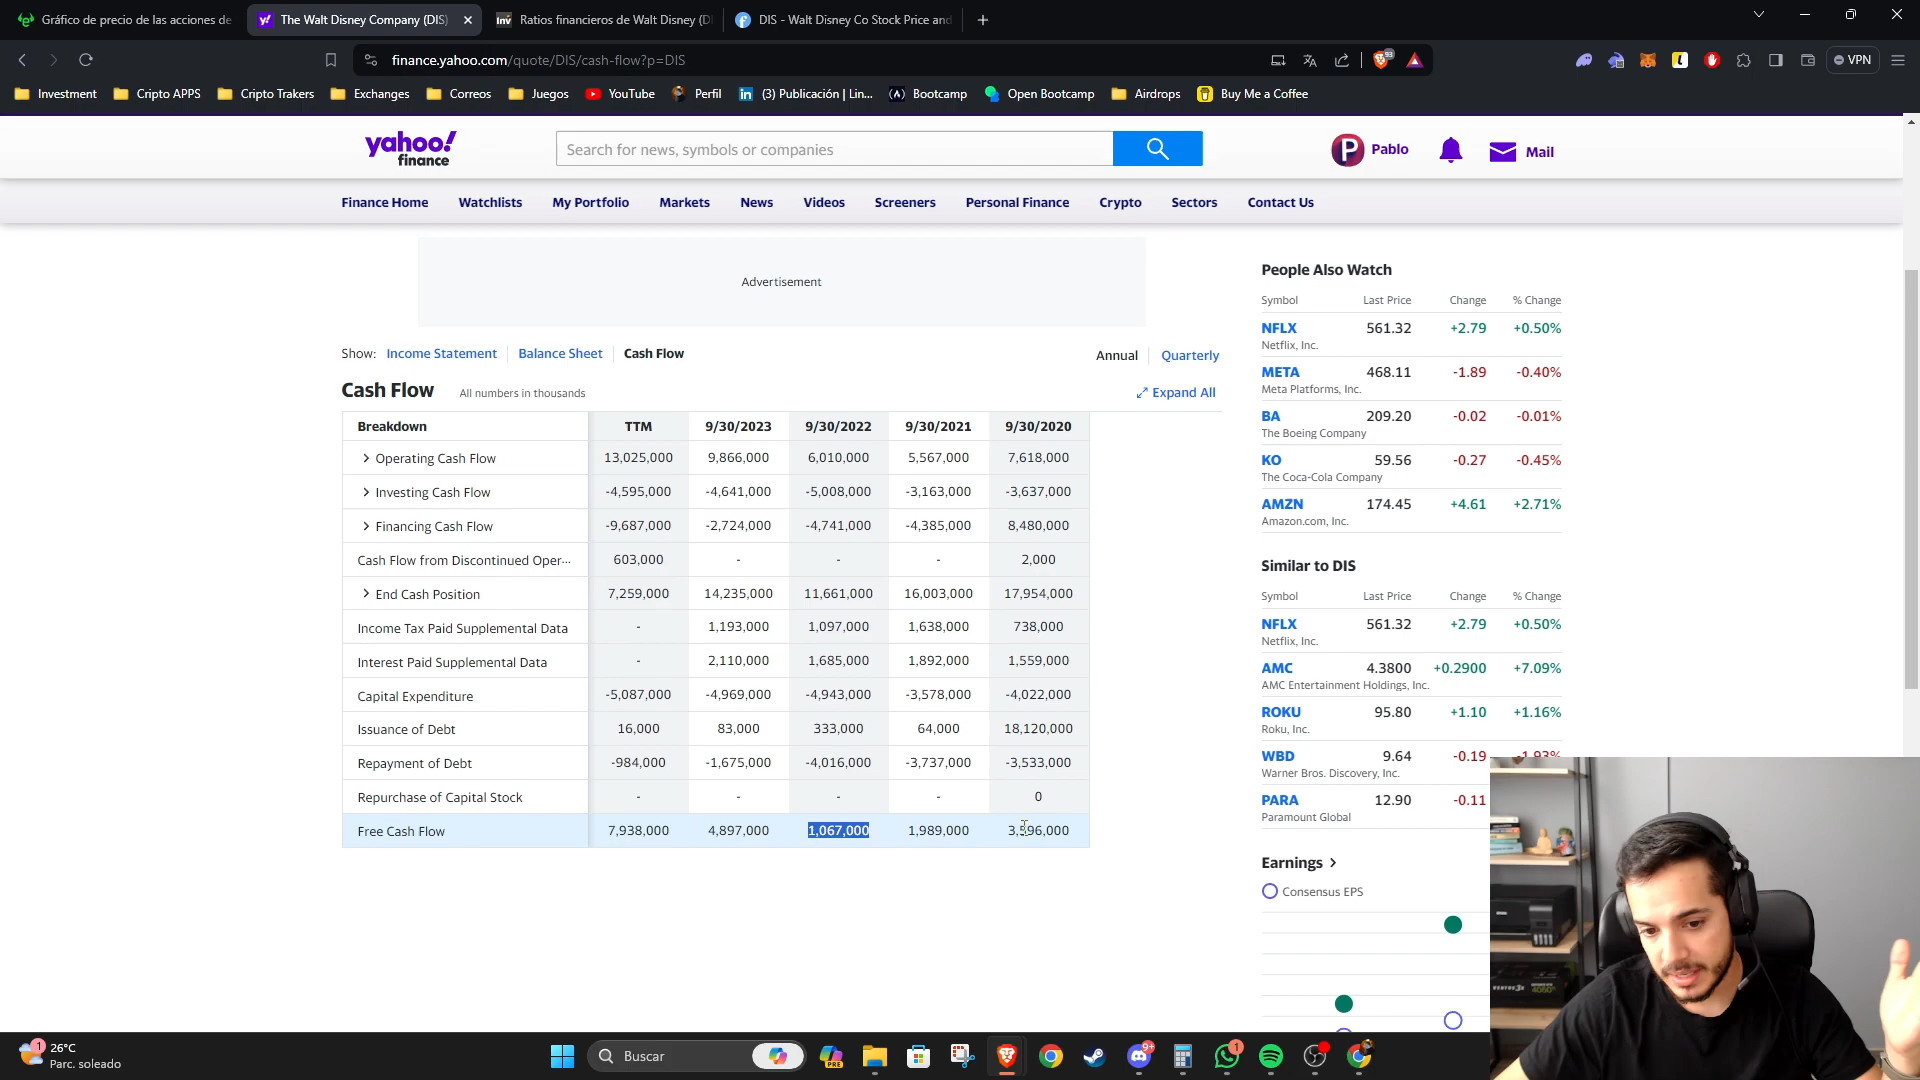 Gráfico de precio de las acciones de
The Walt Disney Company (DIS)
Ratios financieros de Walt Disney (D
DIS - Walt Disney Co Stock Price and
finance.yahoo.com/quote/DIS/cash-flow?p=DIS
93
VPN
Investment
Cripto APPS
Cripto Trakers
Exchanges
Correos
Juegos
YouTube
Perfil
(3) Publicación | Lin...
Bootcamp
Open Bootcamp
Airdrops
Buy Me a Coffee
yahoo!
finance
Search for news, symbols or companies
P
Pablo
Mail
Finance Home
Watchlists
My Portfolio
Markets
News
Videos
Screeners
Personal Finance
Crypto
Sectors
Contact Us
Advertisement
Show: Income Statement Balance Sheet Cash Flow
Annual Quarterly
Cash Flow All numbers in thousands
Expand All
Breakdown TTM 9/30/2023 9/30/2022 9/30/2021 9/30/2020
Operating Cash Flow 13,025,000 9,866,000 6,010,000 5,567,000 7,618,000
Investing Cash Flow -4,595,000 -4,641,000 -5,008,000 -3,163,000 -3,637,000
Financing Cash Flow -9,687,000 -2,724,000 -4,741,000 -4,385,000 8,480,000
Cash Flow from Discontinued Oper... 603,000 - - - 2,000
End Cash Position 7,259,000 14,235,000 11,661,000 16,003,000 17,954,000
Income Tax Paid Supplemental Data - 1,193,000 1,097,000 1,638,000 738,000
Interest Paid Supplemental Data - 2,110,000 1,685,000 1,892,000 1,559,000
Capital Expenditure -5,087,000 -4,969,000 -4,943,000 -3,578,000 -4,022,000
Issuance of Debt 16,000 83,000 333,000 64,000 18,120,000
Repayment of Debt -984,000 -1,675,000 -4,016,000 -3,737,000 -3,533,000
Repurchase of Capital Stock - - - - 0
Free Cash Flow 7,938,000 4,897,000 1,067,000 1,989,000 3,596,000
People Also Watch
Symbol Last Price Change % Change
NFLX 561.32 +2.79 +0.50%
Netflix, Inc.
META 468.11 -1.89 -0.40%
Meta Platforms, Inc.
BA 209.20 -0.02 -0.01%
The Boeing Company
KO 59.56 -0.27 -0.45%
The Coca-Cola Company
AMZN 174.45 +4.61 +2.71%
Amazon.com, Inc.
Similar to DIS
Symbol Last Price Change % Change
NFLX 561.32 +2.79 +0.50%
Netflix, Inc.
AMC 4.3800 +0.2900 +7.09%
AMC Entertainment Holdings, Inc.
ROKU 95.80 +1.10 +1.16%
Roku, Inc.
WBD 9.64 -0.19 -1.93%
Warner Bros. Discovery, Inc.
PARA 12.90 -0.11
Paramount Global
Earnings
Consensus EPS
1
26°C
Parc. soleado
Buscar
PRE
9+
1